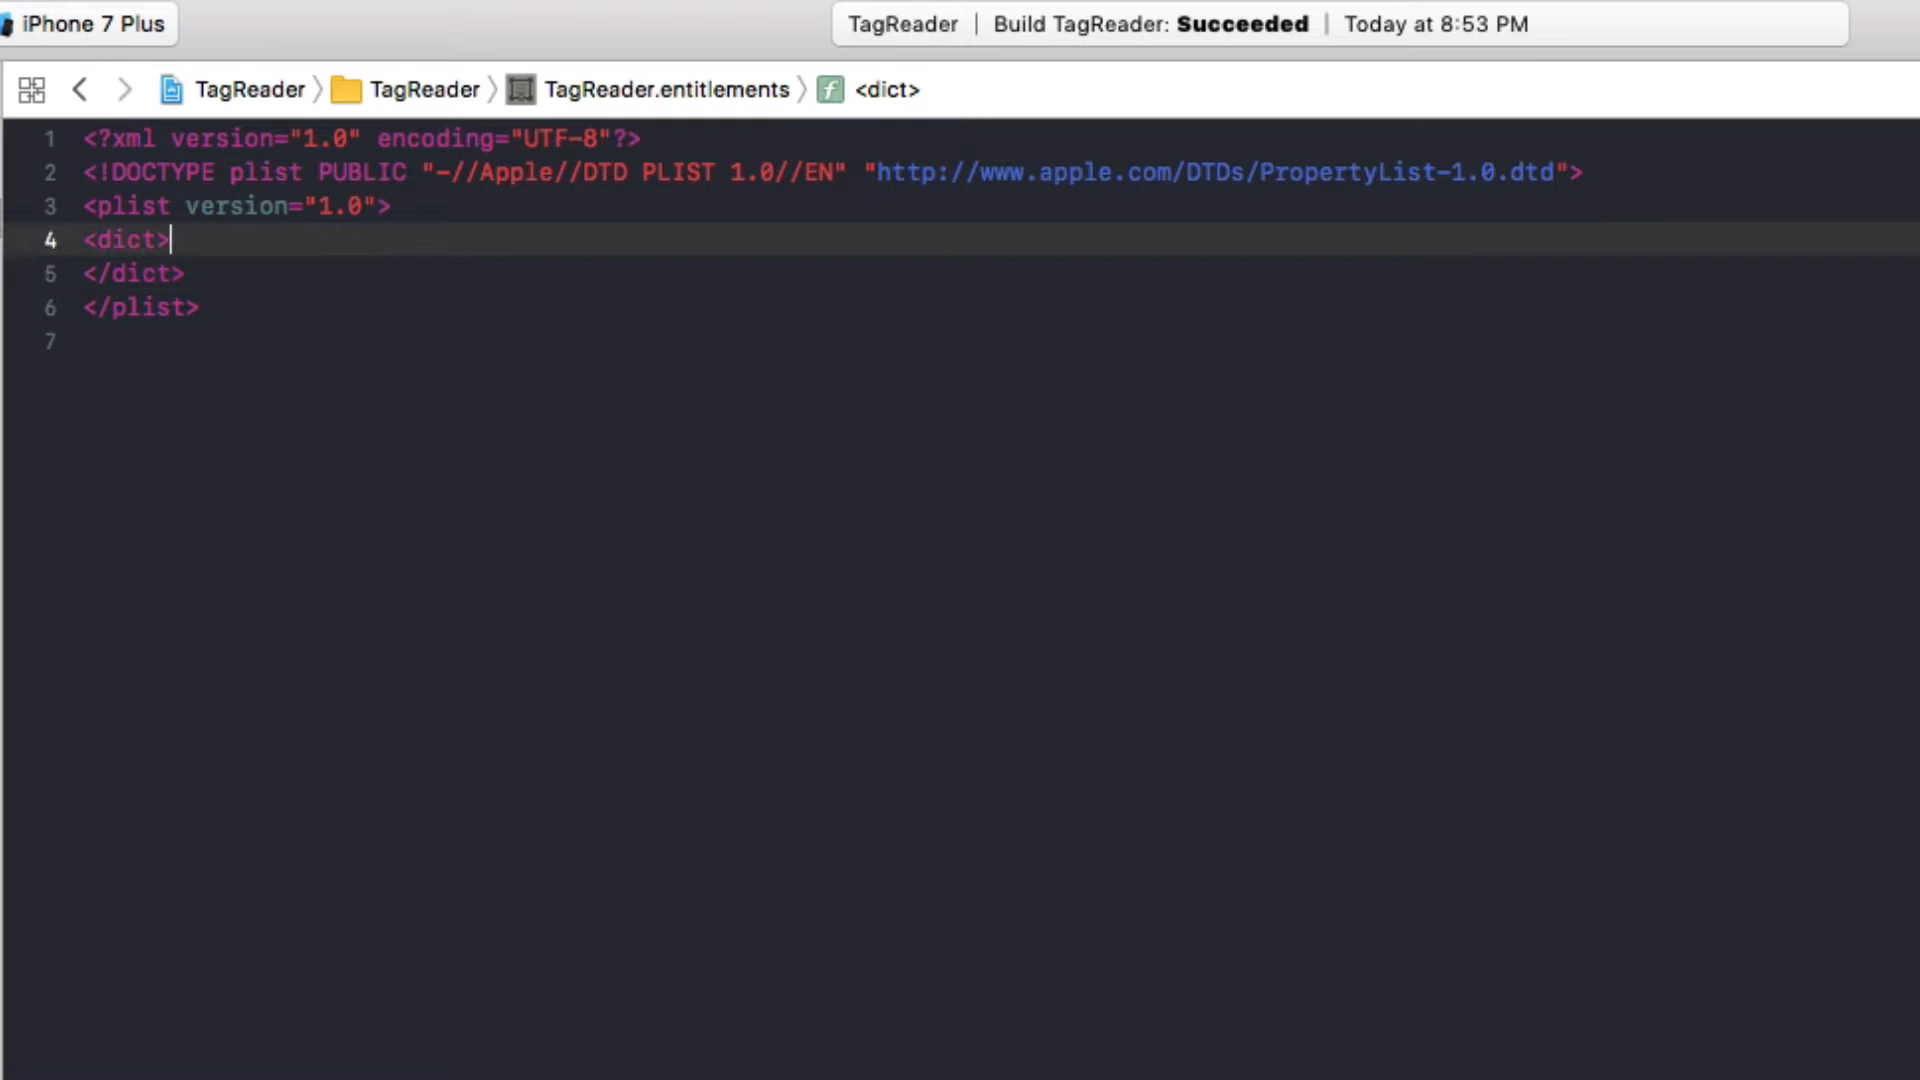 iPhone 7 Plus
TagReader | Build TagReader: Succeeded | Today at 8:53 PM
TagReader 〉 TagReader 〉 TagReader.entitlements 〉 f <dict>
1 <?xml version="1.0" encoding="UTF-8"?>
2 <!DOCTYPE plist PUBLIC "-//Apple//DTD PLIST 1.0//EN" "http://www.apple.com/DTDs/PropertyList-1.0.dtd">
3 <plist version="1.0">
4 <dict>
5 </dict>
6 </plist>
7